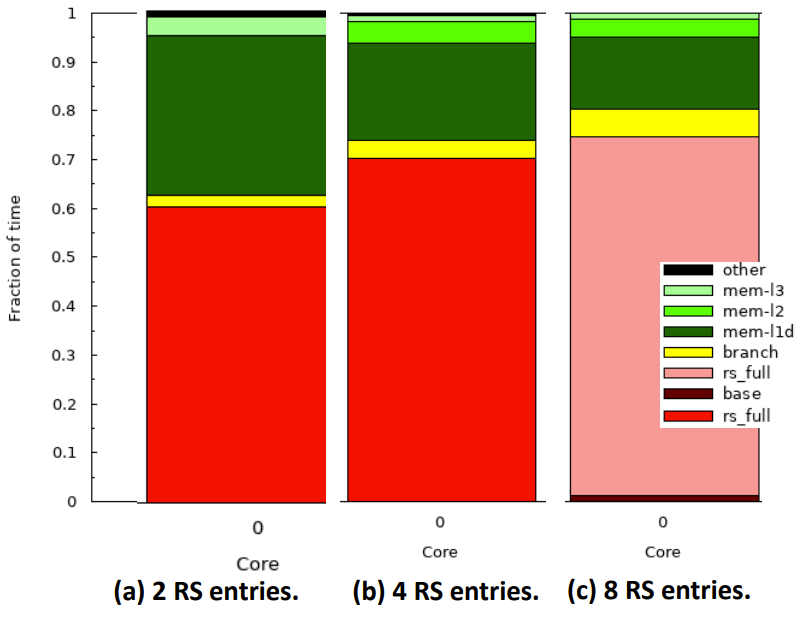 1
0.9
0.8
0.7
0.6
0.5
0.4
0.3
0.2
0.1
0
Fraction of time
other
mem-l3
mem-l2
mem-l1d
branch
rs_full
base
rs_full
0
0
0
Core
Core
Core
(a) 2 RS entries.
(b) 4 RS entries.
(c) 8 RS entries.